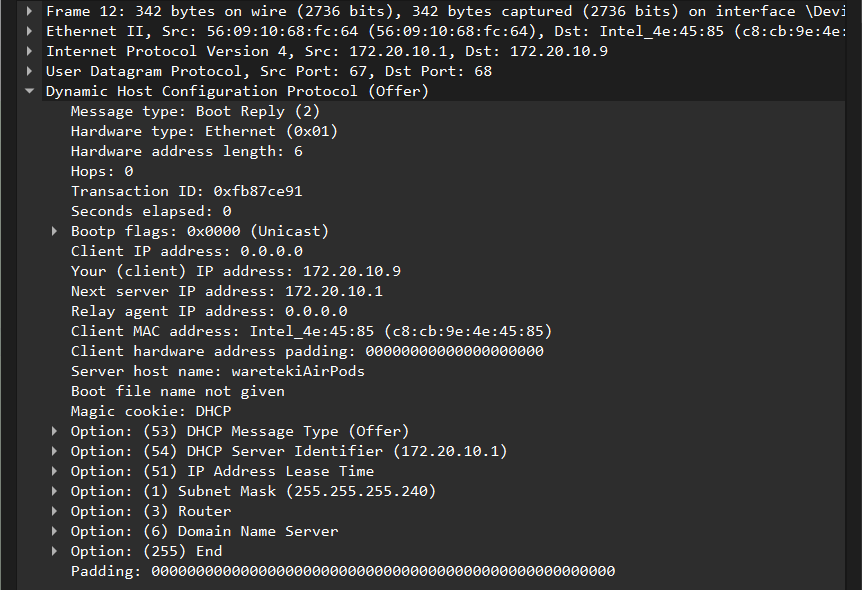 Frame 12: 342 bytes on wire (2736 bits), 342 bytes captured (2736 bits) on interface \Devi
Ethernet II, Src: 56:09:10:68:fc:64 (56:09:10:68:fc:64), Dst: Intel_4e:45:85 (c8:cb:9e:4e:
Internet Protocol Version 4, Src: 172.20.10.1, Dst: 172.20.10.9
User Datagram Protocol, Src Port: 67, Dst Port: 68
Dynamic Host Configuration Protocol (Offer)
Message type: Boot Reply (2)
Hardware type: Ethernet (0x01)
Hardware address length: 6
Hops: 0
Transaction ID: 0xfb87ce91
Seconds elapsed: 0
Bootp flags: 0x0000 (Unicast)
Client IP address: 0.0.0.0
Your (client) IP address: 172.20.10.9
Next server IP address: 172.20.10.1
Relay agent IP address: 0.0.0.0
Client MAC address: Intel_4e:45:85 (c8:cb:9e:4e:45:85)
Client hardware address padding: 00000000000000000000
Server host name: waretekiAirPods
Boot file name not given
Magic cookie: DHCP
Option: (53) DHCP Message Type (Offer)
Option: (54) DHCP Server Identifier (172.20.10.1)
Option: (51) IP Address Lease Time
Option: (1) Subnet Mask (255.255.255.240)
Option: (3) Router
Option: (6) Domain Name Server
Option: (255) End
Padding: 0000000000000000000000000000000000000000000000000000